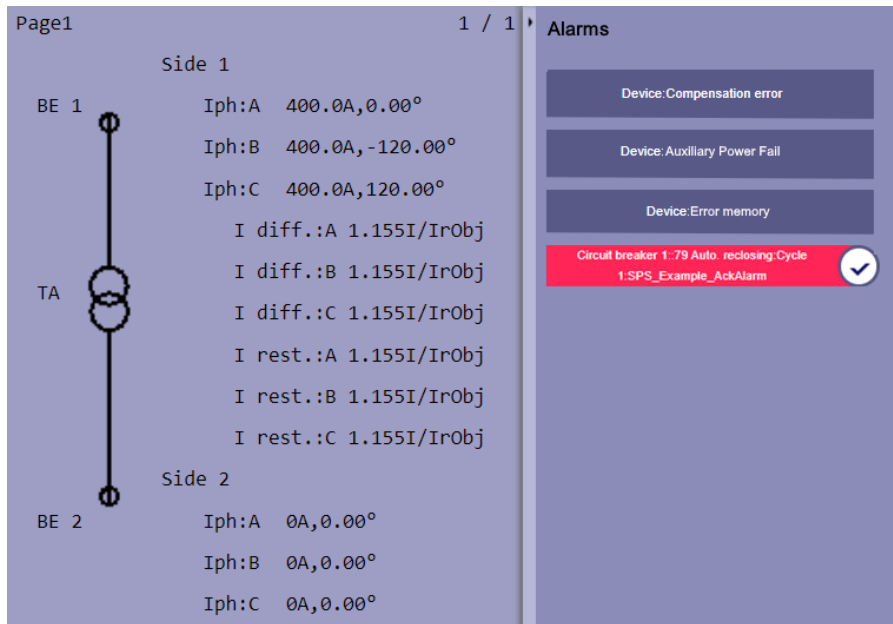 Page1 1 / 1
Side 1
BE 1
Iph:A 400.0A,0.00°
Iph:B 400.0A,-120.00°
Iph:C 400.0A,120.00°
I diff.:A 1.155I/IrObj
I diff.:B 1.155I/IrObj
TA
I diff.:C 1.155I/IrObj
I rest.:A 1.155I/IrObj
I rest.:B 1.155I/IrObj
I rest.:C 1.155I/IrObj
Side 2
BE 2
Iph:A 0A,0.00°
Iph:B 0A,0.00°
Iph:C 0A,0.00°
Alarms
Device:Compensation error
Device:Auxiliary Power Fail
Device:Error memory
Circuit breaker 1::79 Auto. reclosing:Cycle
1:SPS_Example_AckAlarm